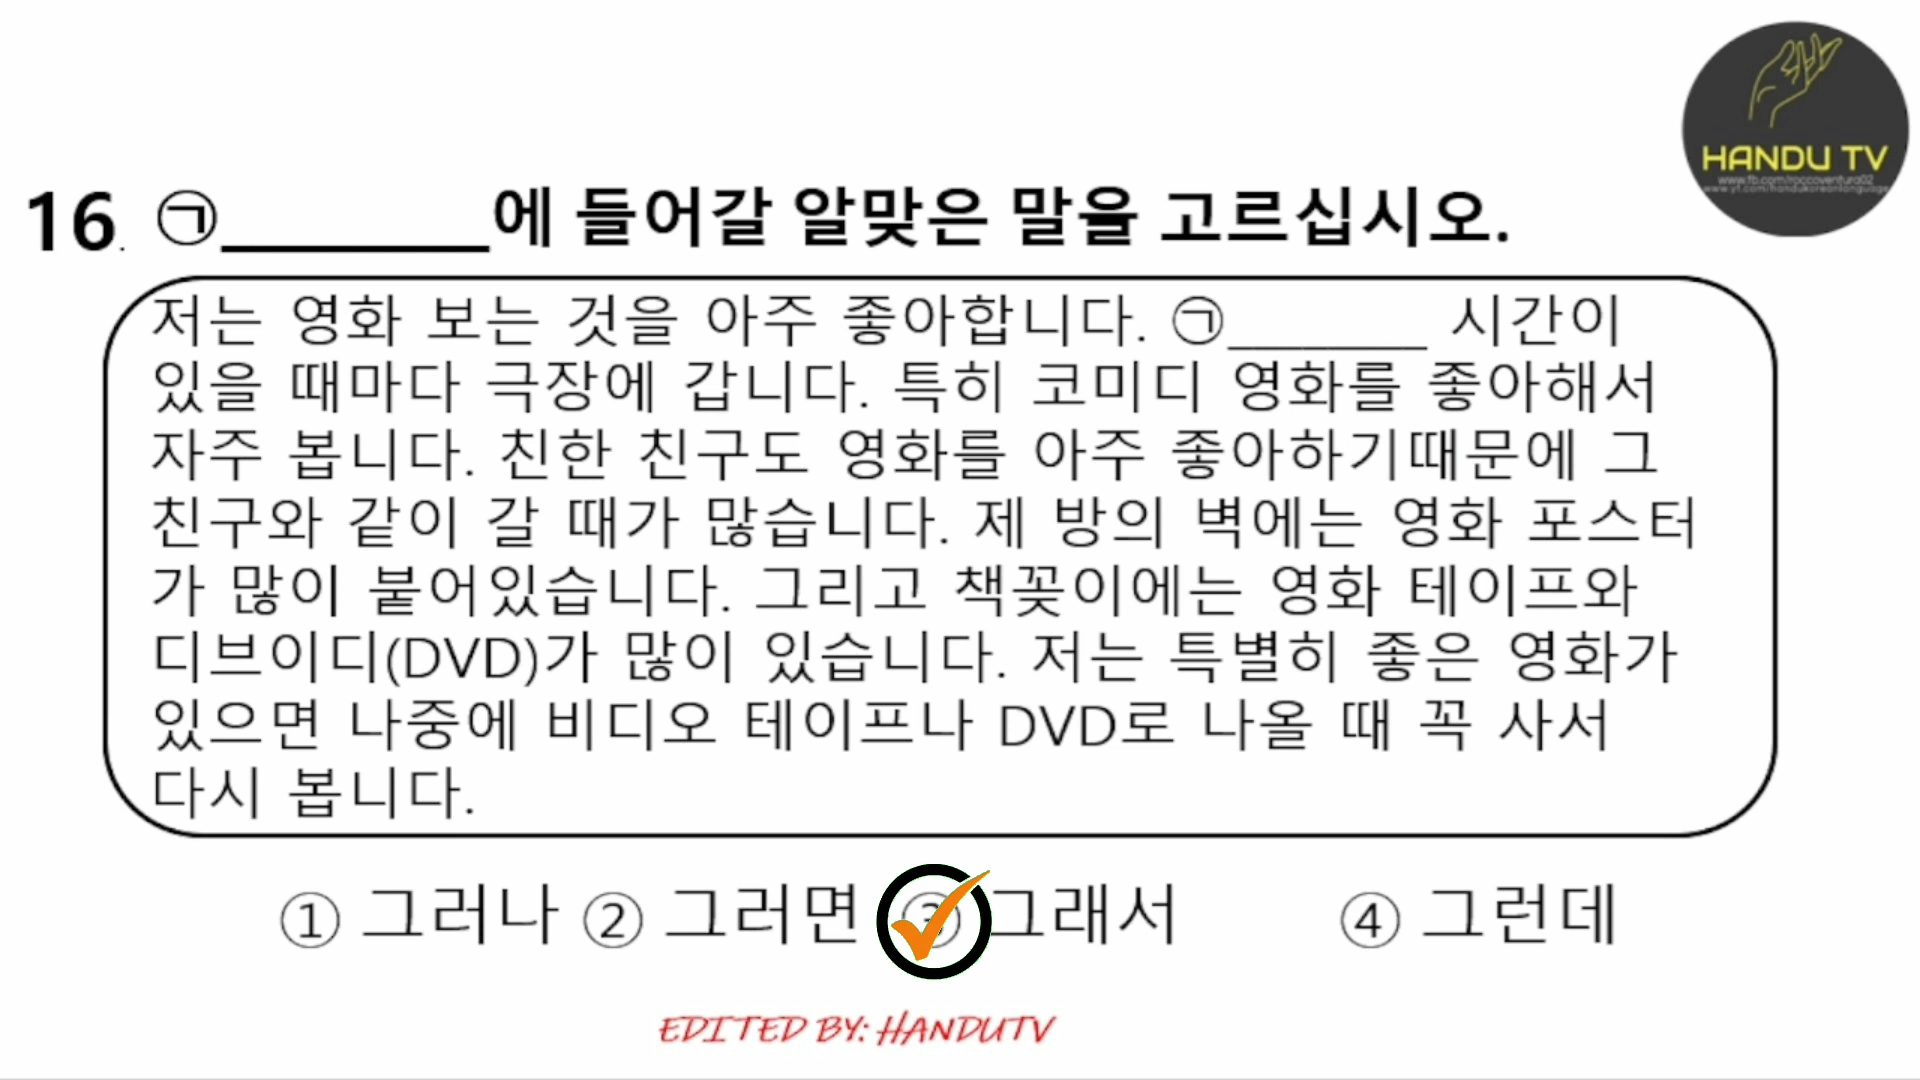 HANDU TV
www.fb.com/roccoventura02
www.yt.com/handukoreanlanguage
16. ㉠________에 들어갈 알맞은 말을 고르십시오.
저는 영화 보는 것을 아주 좋아합니다. ㉠_______ 시간이
있을 때마다 극장에 갑니다. 특히 코미디 영화를 좋아해서
자주 봅니다. 친한 친구도 영화를 아주 좋아하기때문에 그
친구와 같이 갈 때가 많습니다. 제 방의 벽에는 영화 포스터
가 많이 붙어있습니다. 그리고 책꽂이에는 영화 테이프와
디브이디(DVD)가 많이 있습니다. 저는 특별히 좋은 영화가
있으면 나중에 비디오 테이프나 DVD로 나올 때 꼭 사서
다시 봅니다.
① 그러나 ② 그러면 ③ 그래서 ④ 그런데
EDITED BY: HANDUTV